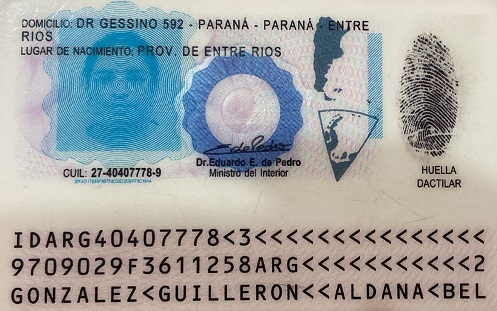 DOMICILIO: DR GESSINO 592 - PARANÁ - PARANÁ - ENTRE
RIOS
LUGAR DE NACIMIENTO: PROV. DE ENTRE RIOS
EdePedro
Dr.Eduardo E. de Pedro
Ministro del Interior
CUIL: 27-40407778-9
HUELLA
DACTILAR
IDARG40407778<3<<<<<<<<<<<<<<<
9709029F3611258ARG<<<<<<<<<<<2
GONZALEZ<GUILLERON<<ALDANA<BEL